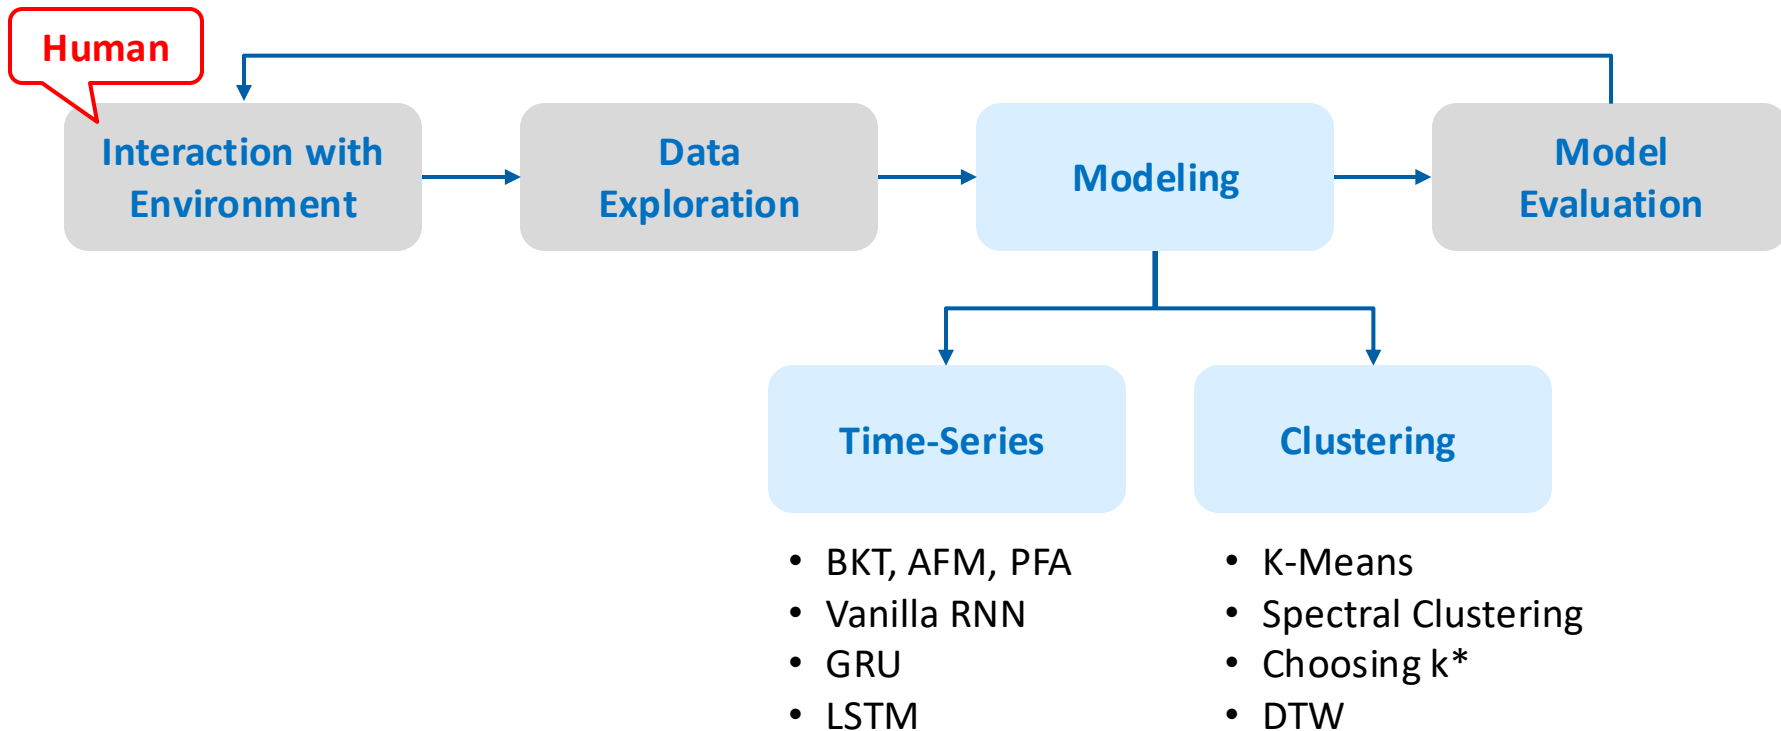 Human
Interaction with
Environment
Data
Exploration
Modeling
Model
Evaluation
Time-Series
Clustering
• BKT, AFM, PFA
• Vanilla RNN
• GRU
• LSTM
• K-Means
• Spectral Clustering
• Choosing k*
• DTW